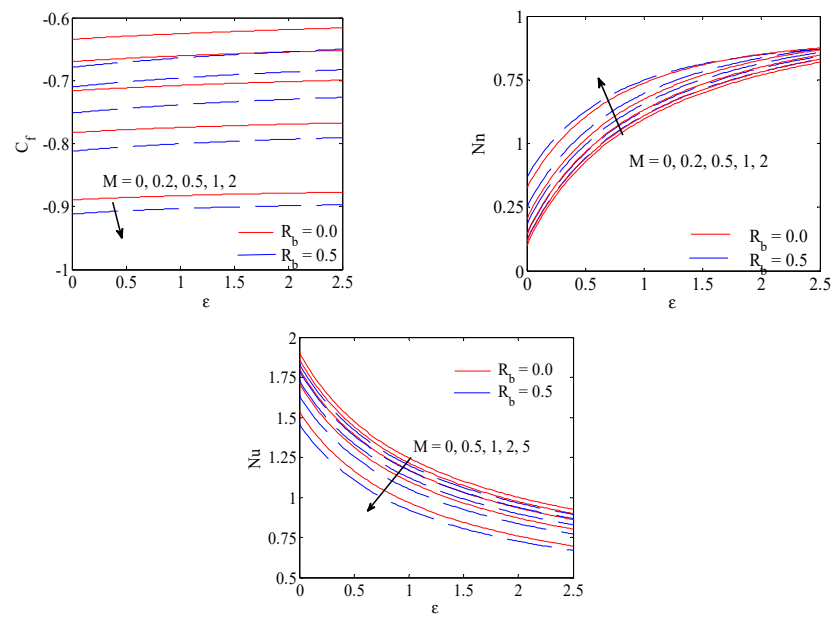 -0.6
-0.7
-0.8
-0.9
-1
C_f
M = 0, 0.2, 0.5, 1, 2
R_b = 0.0
R_b = 0.5
0 0.5 1 1.5 2 2.5
ε
1
0.75
1
0.25
0
Nn
M = 0, 0.2, 0.5, 1, 2
R_b = 0.0
R_b = 0.5
0 0.5 1 1.5 2 2.5
ε
2
1.75
1.5
1.25
1
0.75
0.5
Nu
R_b = 0.0
R_b = 0.5
M = 0, 0.5, 1, 2, 5
0 0.5 1 1.5 2 2.5
ε